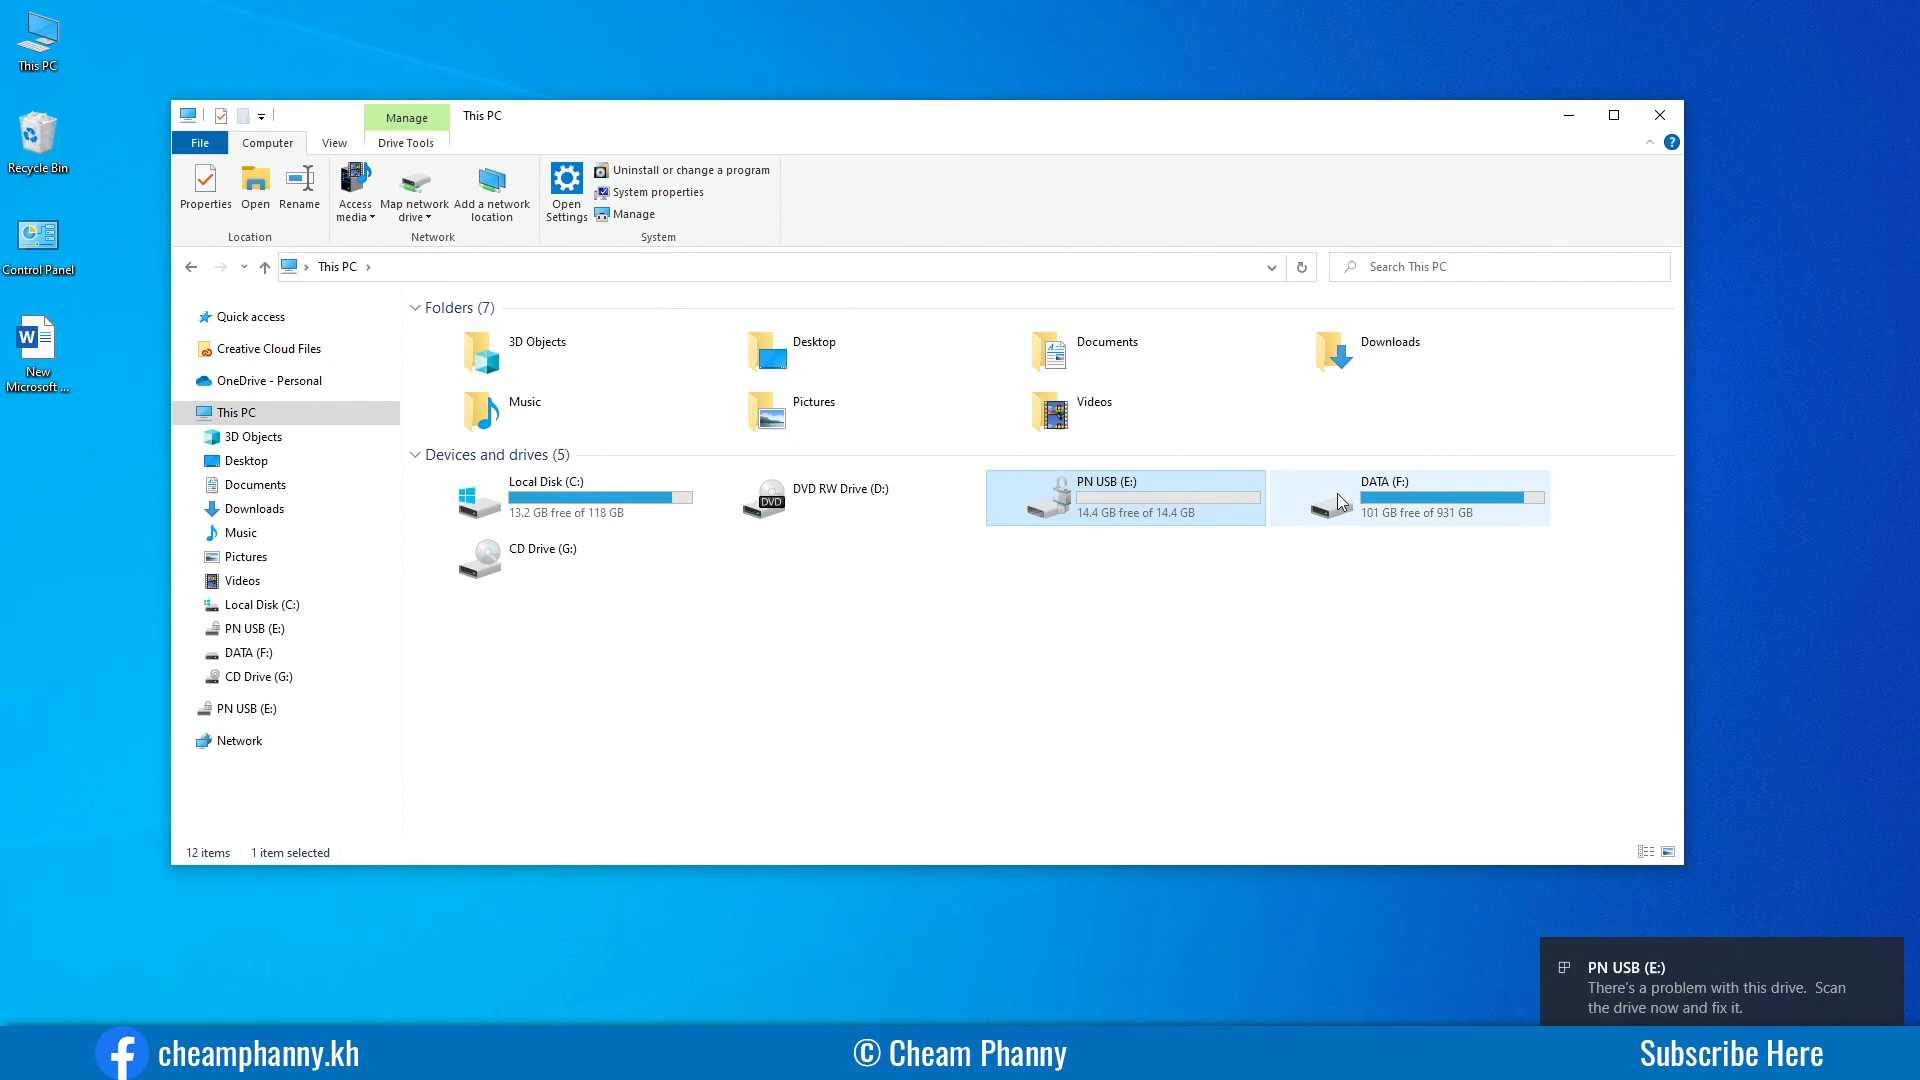 This PC
Recycle Bin
Control Panel
New
Microsoft ...
Manage
This PC
File
Computer
View
Drive Tools
Properties
Open
Rename
Access
media
Map network
drive
Add a network
location
Open
Settings
Uninstall or change a program
System properties
Manage
Location
Network
System
This PC
Search This PC
Quick access
Creative Cloud Files
OneDrive - Personal
This PC
3D Objects
Desktop
Documents
Downloads
Music
Pictures
Videos
Local Disk (C:)
PN USB (E:)
DATA (F:)
CD Drive (G:)
PN USB (E:)
Network
Folders (7)
3D Objects
Desktop
Documents
Downloads
Music
Pictures
Videos
Devices and drives (5)
Local Disk (C:)
13.2 GB free of 118 GB
DVD
DVD RW Drive (D:)
PN USB (E:)
14.4 GB free of 14.4 GB
DATA (F:)
101 GB free of 931 GB
CD Drive (G:)
12 items
1 item selected
PN USB (E:)
There's a problem with this drive. Scan
the drive now and fix it.
cheamphanny.kh
© Cheam Phanny
Subscribe Here